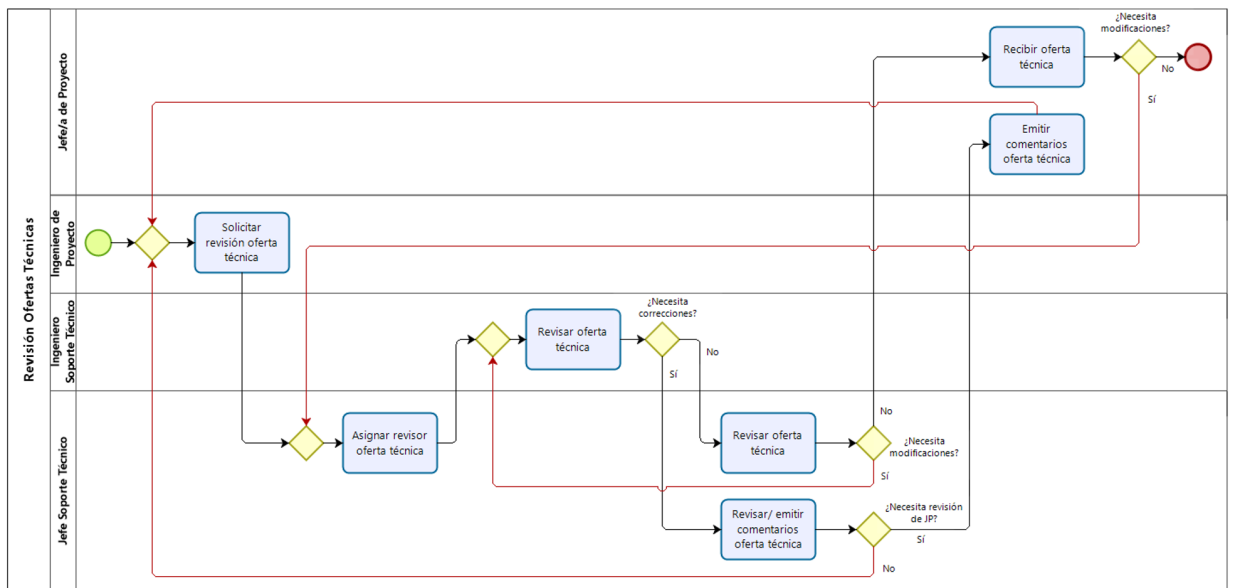 Revisión Ofertas Técnicas
Jefe/a de Proyecto
¿Necesita
modificaciones?
Recibir oferta
técnica
No
Sí
Emitir
comentarios
oferta técnica
Ingeniero de
Proyecto
Solicitar
revisión oferta
técnica
Ingeniero
Soporte Técnico
¿Necesita
correcciones?
Revisar oferta
técnica
No
Sí
Jefe Soporte Técnico
Asignar revisor
oferta técnica
Revisar oferta
técnica
No
¿Necesita
modificaciones?
Sí
Revisar/ emitir
comentarios
oferta técnica
¿Necesita revisión
de JP?
Sí
No